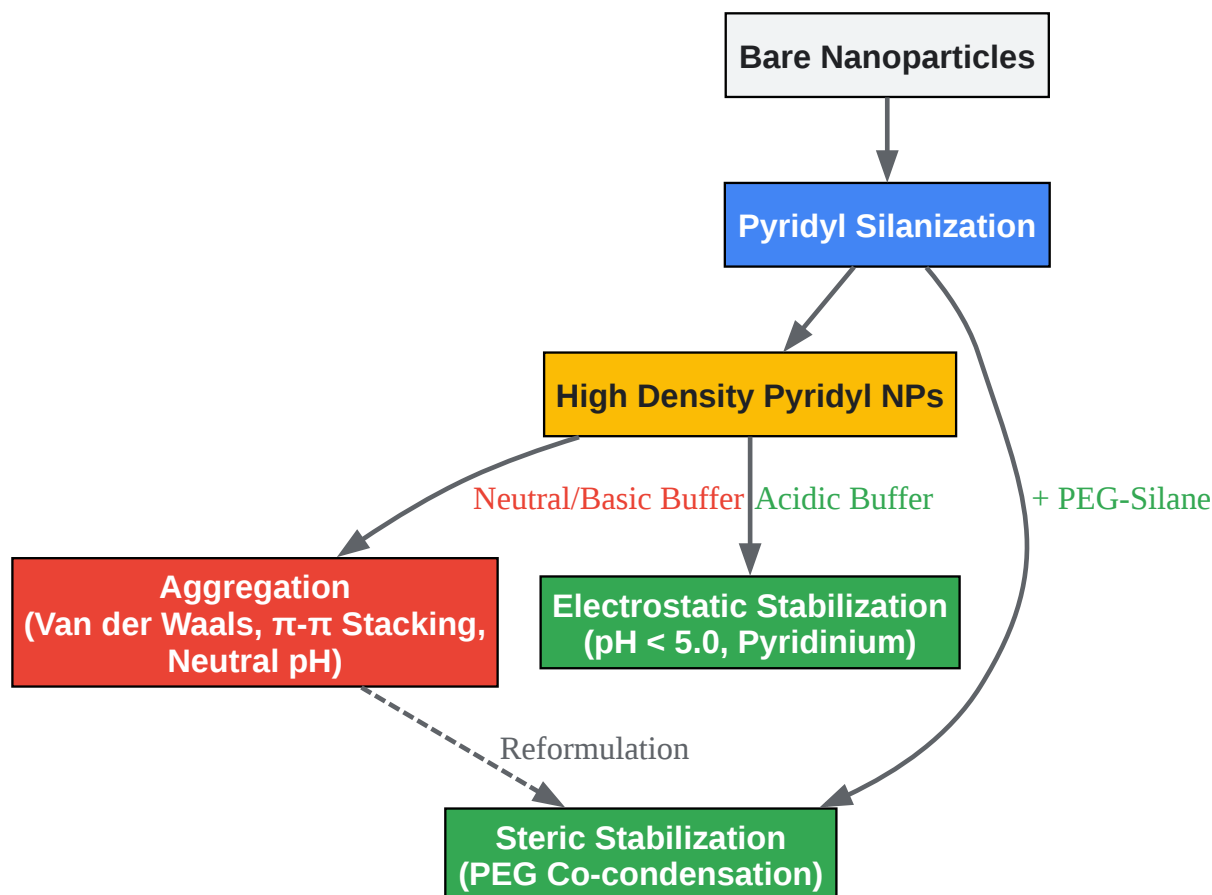 Bare Nanoparticles
Pyridyl Silanization
High Density Pyridyl NPs
Neutral/Basic Buffer
Acidic Buffer
+ PEG-Silane
Aggregation
(Van der Waals, π-π Stacking,
Neutral pH)
Electrostatic Stabilization
(pH < 5.0, Pyridinium)
Reformulation
Steric Stabilization
(PEG Co-condensation)